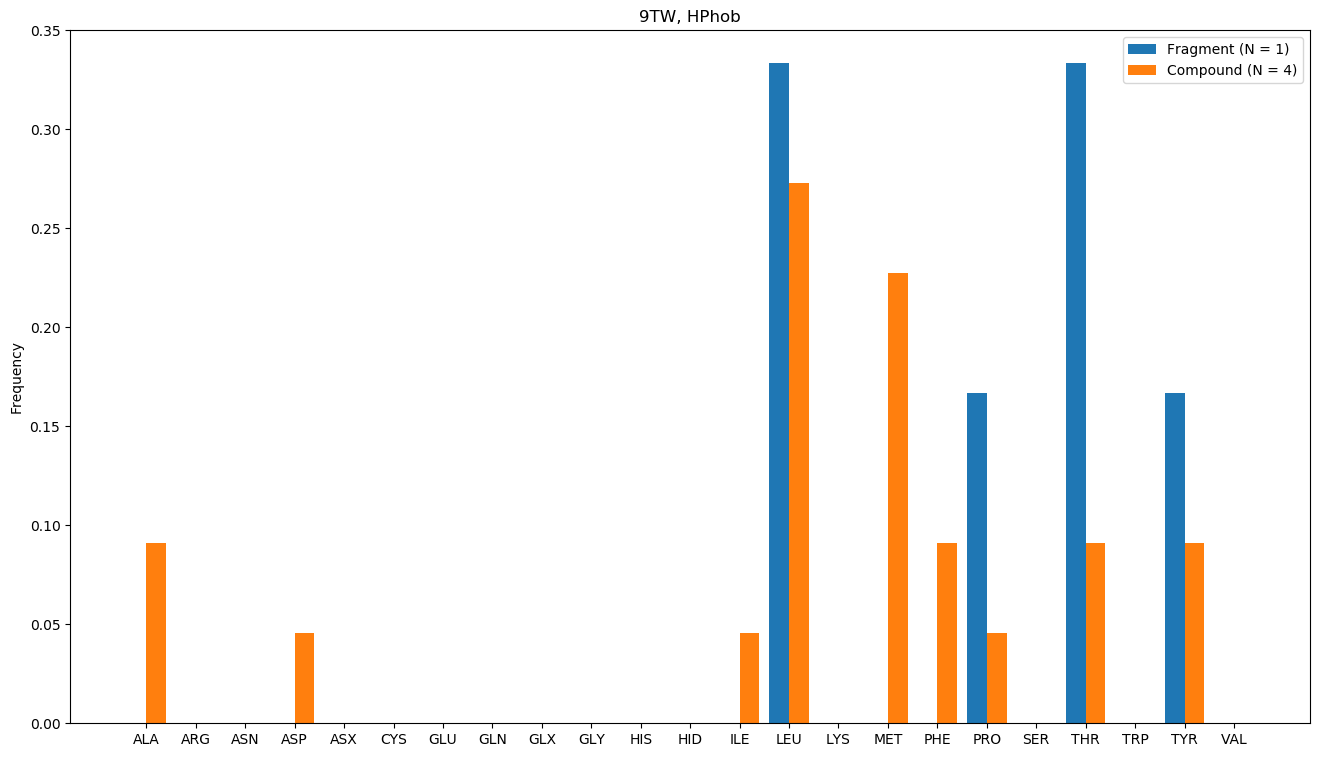 9TW, HPhob
Fragment (N = 1)
Compound (N = 4)
Frequency
0.35
0.30
0.25
0.20
0.15
0.10
0.05
0.00
ALA ARG ASN ASP ASX CYS GLU GLN GLX GLY HIS HID ILE LEU LYS MET PHE PRO SER THR TRP TYR VAL